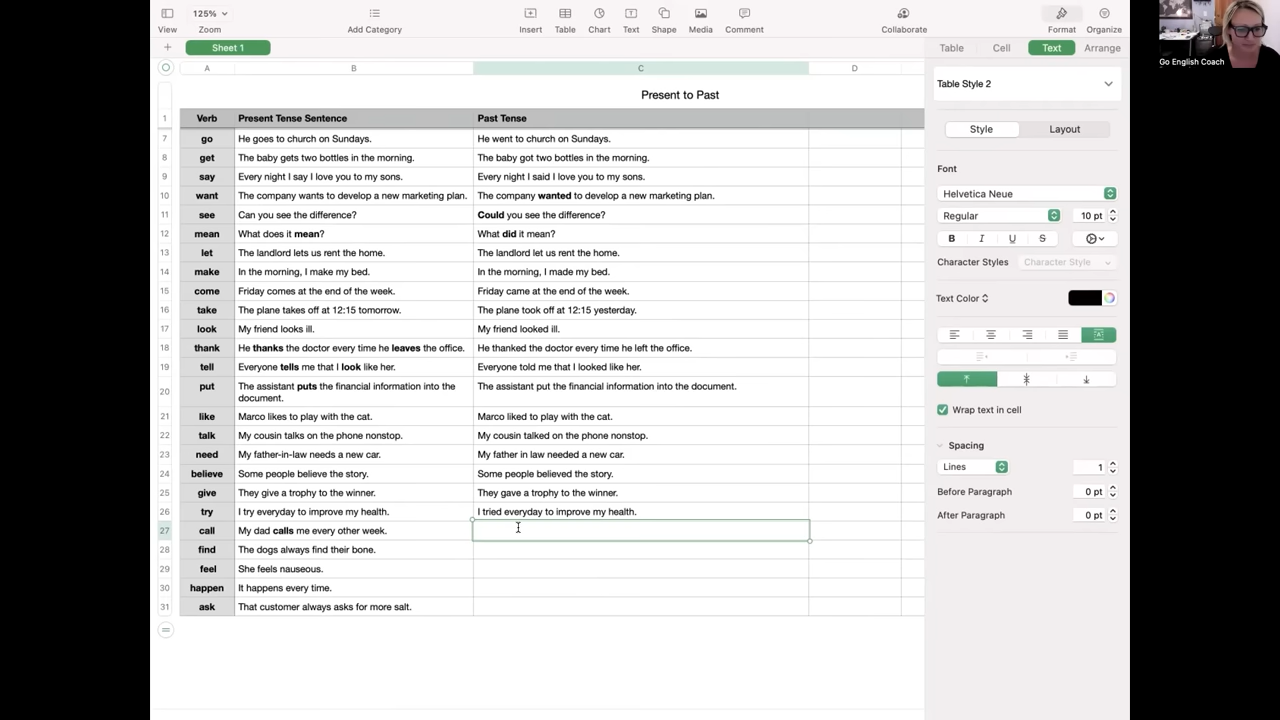 125%
View
Zoom
Add Category
Insert
Table
Chart
Text
Shape
Media
Comment
Collaborate
Format
Organize
Go English Coach
+ Sheet 1
Table Cell Text Arrange
A B C D
Table Style 2
Present to Past
1 Verb Present Tense Sentence Past Tense
7 go He goes to church on Sundays. He went to church on Sundays.
8 get The baby gets two bottles in the morning. The baby got two bottles in the morning.
9 say Every night I say I love you to my sons. Every night I said I love you to my sons.
10 want The company wants to develop a new marketing plan. The company wanted to develop a new marketing plan.
11 see Can you see the difference? Could you see the difference?
12 mean What does it mean? What did it mean?
13 let The landlord lets us rent the home. The landlord let us rent the home.
14 make In the morning, I make my bed. In the morning, I made my bed.
15 come Friday comes at the end of the week. Friday came at the end of the week.
16 take The plane takes off at 12:15 tomorrow. The plane took off at 12:15 yesterday.
17 look My friend looks ill. My friend looked ill.
18 thank He thanks the doctor every time he leaves the office. He thanked the doctor every time he left the office.
19 tell Everyone tells me that I look like her. Everyone told me that I looked like her.
20 put The assistant puts the financial information into the document. The assistant put the financial information into the document.
21 like Marco likes to play with the cat. Marco liked to play with the cat.
22 talk My cousin talks on the phone nonstop. My cousin talked on the phone nonstop.
23 need My father-in-law needs a new car. My father in law needed a new car.
24 believe Some people believe the story. Some people believed the story.
25 give They give a trophy to the winner. They gave a trophy to the winner.
26 try I try everyday to improve my health. I tried everyday to improve my health.
27 call My dad calls me every other week.
28 find The dogs always find their bone.
29 feel She feels nauseous.
30 happen It happens every time.
31 ask That customer always asks for more salt.
Style Layout
Font
Helvetica Neue
Regular 10 pt
B I U S
Character Styles Character Style
Text Color
Wrap text in cell
Spacing
Lines 1
Before Paragraph 0 pt
After Paragraph 0 pt